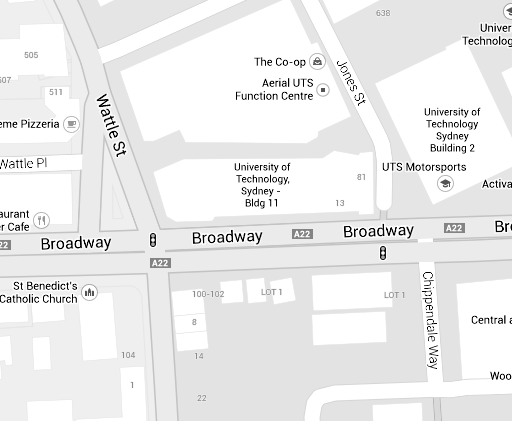 638
Univer
Technolog
505
The Co-op
Jones St
507
Aerial UTS
Function Centre
511
Wattle St
eme Pizzeria
University of
Technology
Sydney
Building 2
Wattle Pl
University of
Technology,
Sydney -
Bldg 11
81
UTS Motorsports
Activa
13
aurant
er Cafe
22
Broadway
Broadway
A22
Broadway
A22
Bro
A22
St Benedict's
Catholic Church
100-102
LOT 1
LOT 1
Chippendale Way
8
Central a
104
14
1
Woo
22